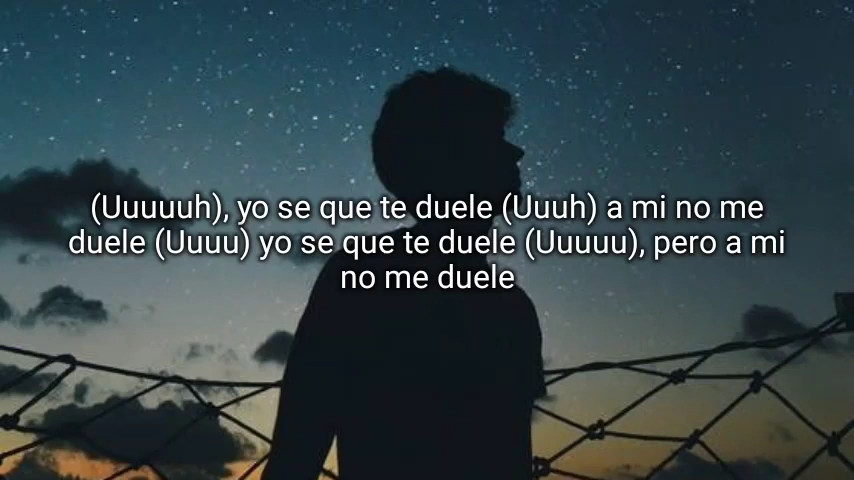 (Uuuuuh), yo se que te duele (Uuuh) a mi no me
duele (Uuuu) yo se que te duele (Uuuuu), pero a mi
no me duele